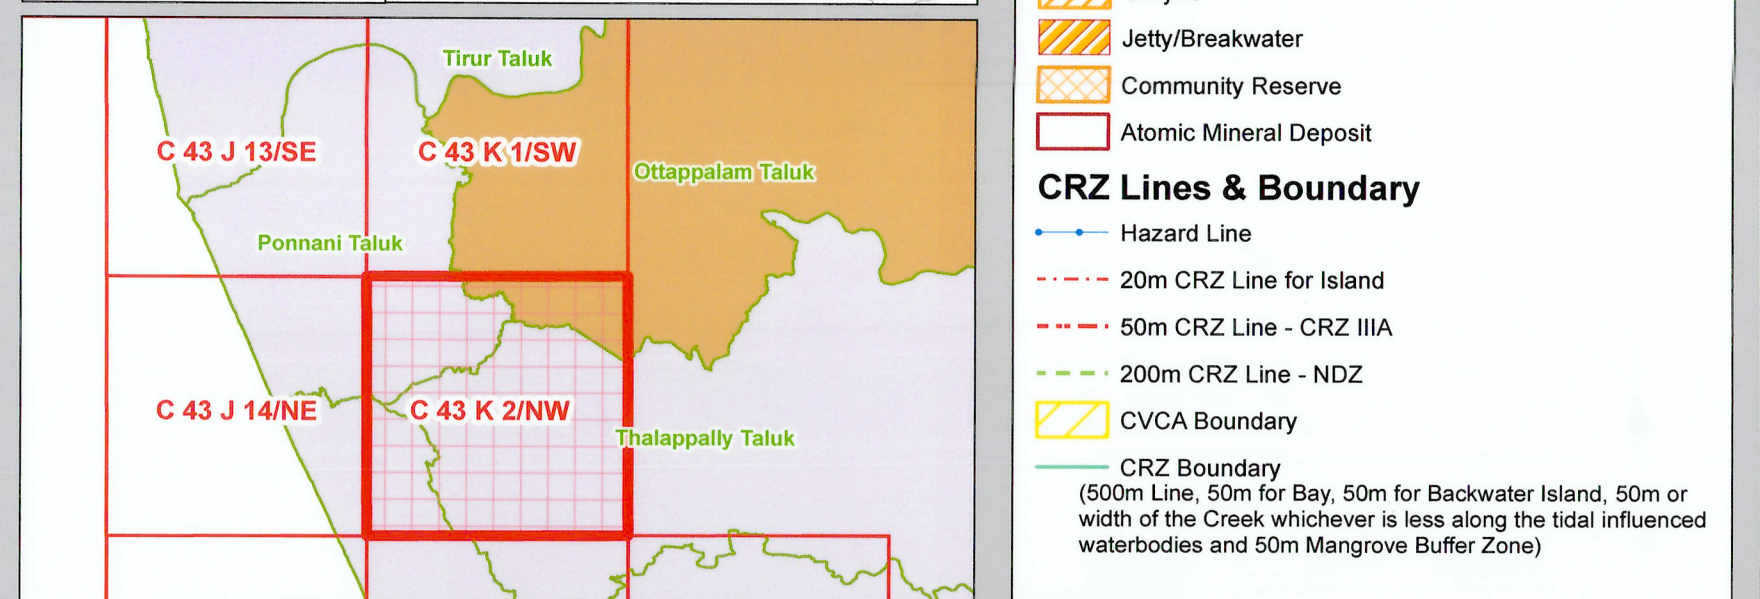 Tirur Taluk
C 43 J 13/SE
C 43 K 1/SW
Ottappalam Taluk
Ponnani Taluk
C 43 J 14/NE
C 43 K 2/NW
Thalappally Taluk
Jetty/Breakwater
Community Reserve
Atomic Mineral Deposit
CRZ Lines & Boundary
Hazard Line
20m CRZ Line for Island
50m CRZ Line - CRZ IIIA
200m CRZ Line - NDZ
CVCA Boundary
CRZ Boundary
(500m Line, 50m for Bay, 50m for Backwater Island, 50m or
width of the Creek whichever is less along the tidal influenced
waterbodies and 50m Mangrove Buffer Zone)